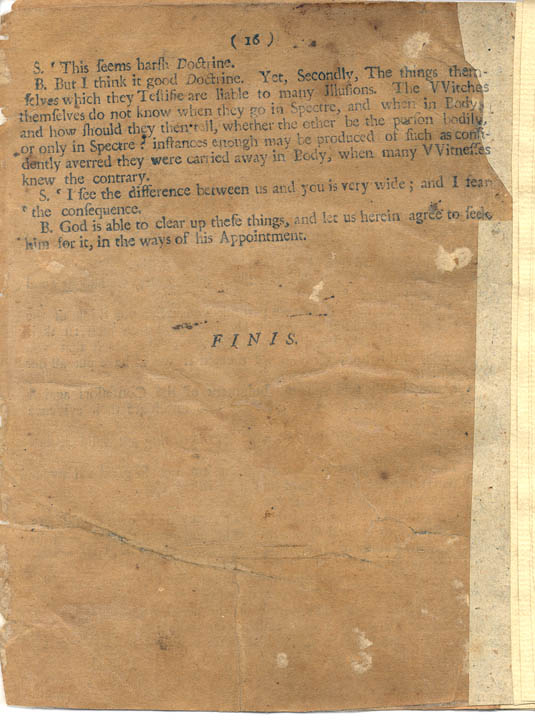 ( 16 )
S. ‘ This ſeems harſh Doctrine.
B. But I think it good Doctrine. Yet, Secondly, The things them-
ſelves which they Teſtifie are liable to many Illuſions. The VVitches
themſelves do not know when they go in Spectre, and when in Body,
and how ſhould they then tell, whether the other be the perſon bodily,
or only in Spectre ? inſtances enough may be produced of ſuch as confi-
dently averred they were carried away in Body, when many VVitneſſes
knew the contrary.
S. ‘ I ſee the difference between us and you is very wide ; and I fear
‘ the conſequence.
B. God is able to clear up theſe things, and let us herein agree to ſeek
him for it, in the ways of his Appointment.
FINIS.